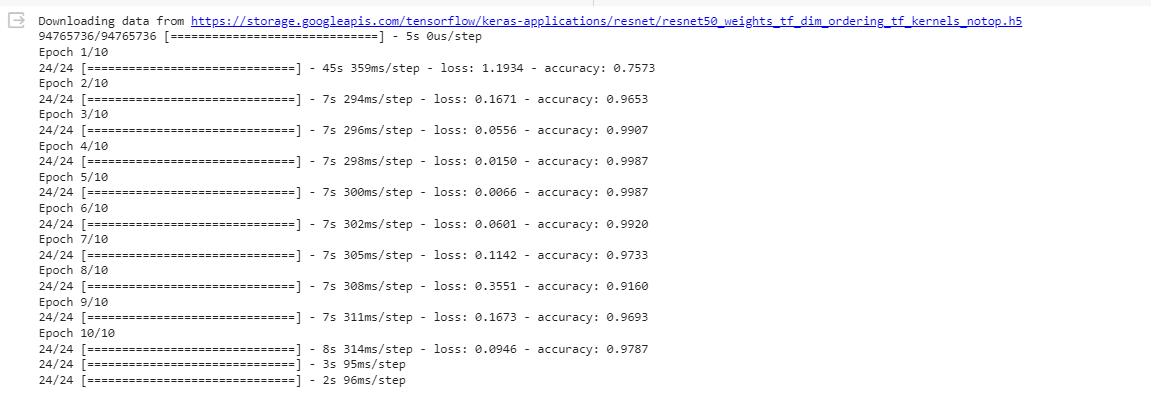 Downloading data from https://storage.googleapis.com/tensorflow/keras-applications/resnet/resnet50_weights_tf_dim_ordering_tf_kernels_notop.h5
94765736/94765736 [==============================] - 5s 0us/step
Epoch 1/10
24/24 [==============================] - 45s 359ms/step - loss: 1.1934 - accuracy: 0.7573
Epoch 2/10
24/24 [==============================] - 7s 294ms/step - loss: 0.1671 - accuracy: 0.9653
Epoch 3/10
24/24 [==============================] - 7s 296ms/step - loss: 0.0556 - accuracy: 0.9907
Epoch 4/10
24/24 [==============================] - 7s 298ms/step - loss: 0.0150 - accuracy: 0.9987
Epoch 5/10
24/24 [==============================] - 7s 300ms/step - loss: 0.0066 - accuracy: 0.9987
Epoch 6/10
24/24 [==============================] - 7s 302ms/step - loss: 0.0601 - accuracy: 0.9920
Epoch 7/10
24/24 [==============================] - 7s 305ms/step - loss: 0.1142 - accuracy: 0.9733
Epoch 8/10
24/24 [==============================] - 7s 308ms/step - loss: 0.3551 - accuracy: 0.9160
Epoch 9/10
24/24 [==============================] - 7s 311ms/step - loss: 0.1673 - accuracy: 0.9693
Epoch 10/10
24/24 [==============================] - 8s 314ms/step - loss: 0.0946 - accuracy: 0.9787
24/24 [==============================] - 3s 95ms/step
24/24 [==============================] - 2s 96ms/step